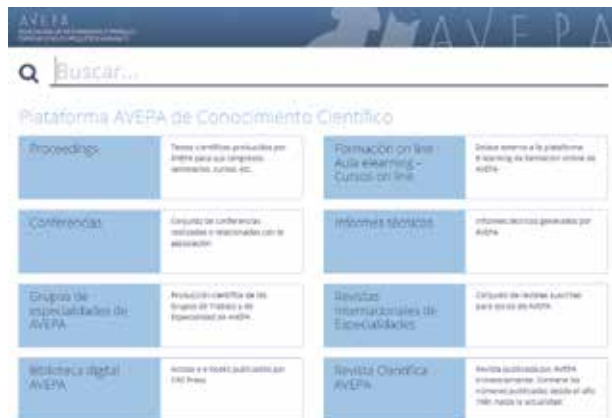 AVEPA
AVEPA
Buscar...
Plataforma AVEPA de Conocimiento Científico
Proceedings
Textos científicos producidos por
AVEPA para sus congresos,
seminarios, cursos, etc.
Formación on line
Aula elearning –
Cursos on line
Enlace externo a la plataforma
E-learning de formación online de
AVEPA
Conferencias
Conjunto de conferencias
realizadas o relacionadas con la
asociación
Informes técnicos
Informes técnicos generados por
AVEPA
Grupos de
especialidades de
AVEPA
Producción científica de los
Grupos de Trabajo y de
Especialidad de AVEPA
Revistas
Internacionales de
Especialidades
Conjunto de revistas suscritas
para socios de AVEPA
Biblioteca digital
AVEPA
Acceso a e-books publicados por
Press
Revista Científica
AVEPA
Revista publicada por AVEPA
trimestralmente. Contiene los
números publicados desde el año
hasta la actualidad